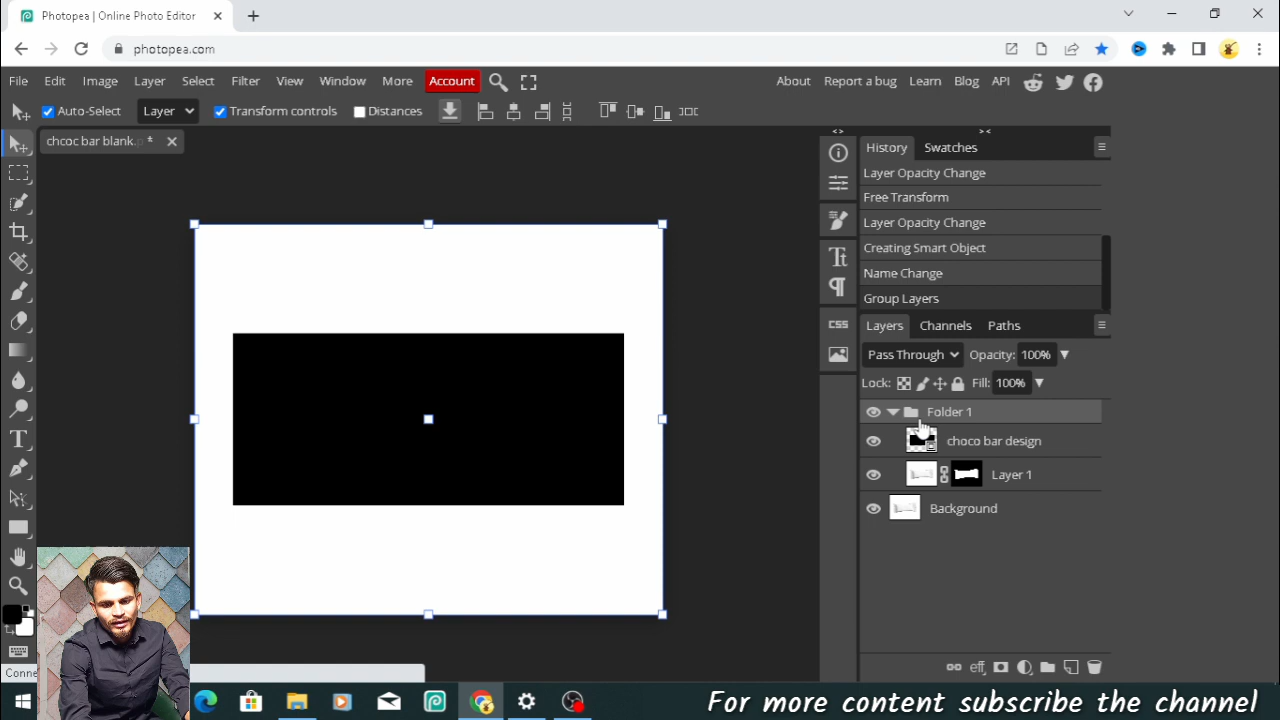 Photopea | Online Photo Editor
photopea.com
File Edit Image Layer Select Filter View Window More Account
About Report a bug Learn Blog API
Auto-Select Layer Transform controls Distances
chcoc bar blank. *
History Swatches
Layer Opacity Change
Free Transform
Layer Opacity Change
Creating Smart Object
Name Change
Group Layers
CSS
Layers Channels Paths
Pass Through Opacity: 100%
Lock: Fill: 100%
Folder 1
choco bar design
Layer 1
Background
eff
Conne
For more content subscribe the channel